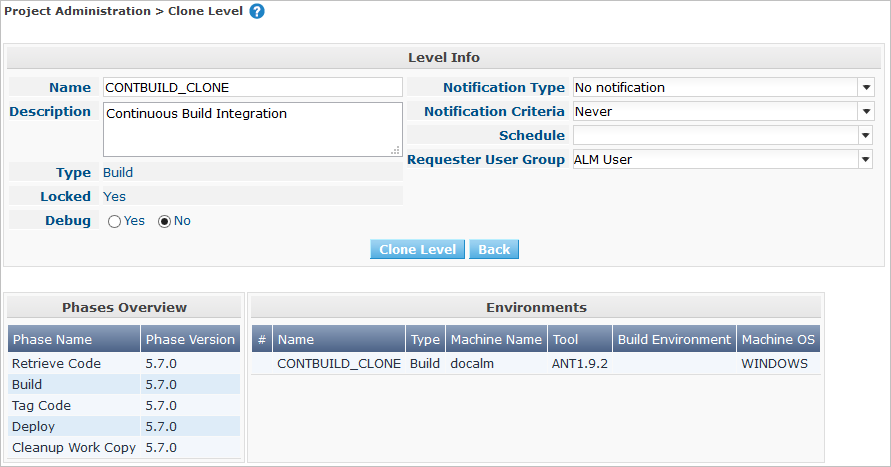 Project Administration > Clone Level ?
Level Info
Name CONTBUILD_CLONE
Description Continuous Build Integration
Type Build
Locked Yes
Debug Yes No
Notification Type No notification
Notification Criteria Never
Schedule
Requester User Group ALM User
Clone Level Back
Phases Overview
Phase Name Phase Version
Retrieve Code 5.7.0
Build 5.7.0
Tag Code 5.7.0
Deploy 5.7.0
Cleanup Work Copy 5.7.0
Environments
# Name Type Machine Name Tool Build Environment Machine OS
CONTBUILD_CLONE Build docalm ANT1.9.2 WINDOWS